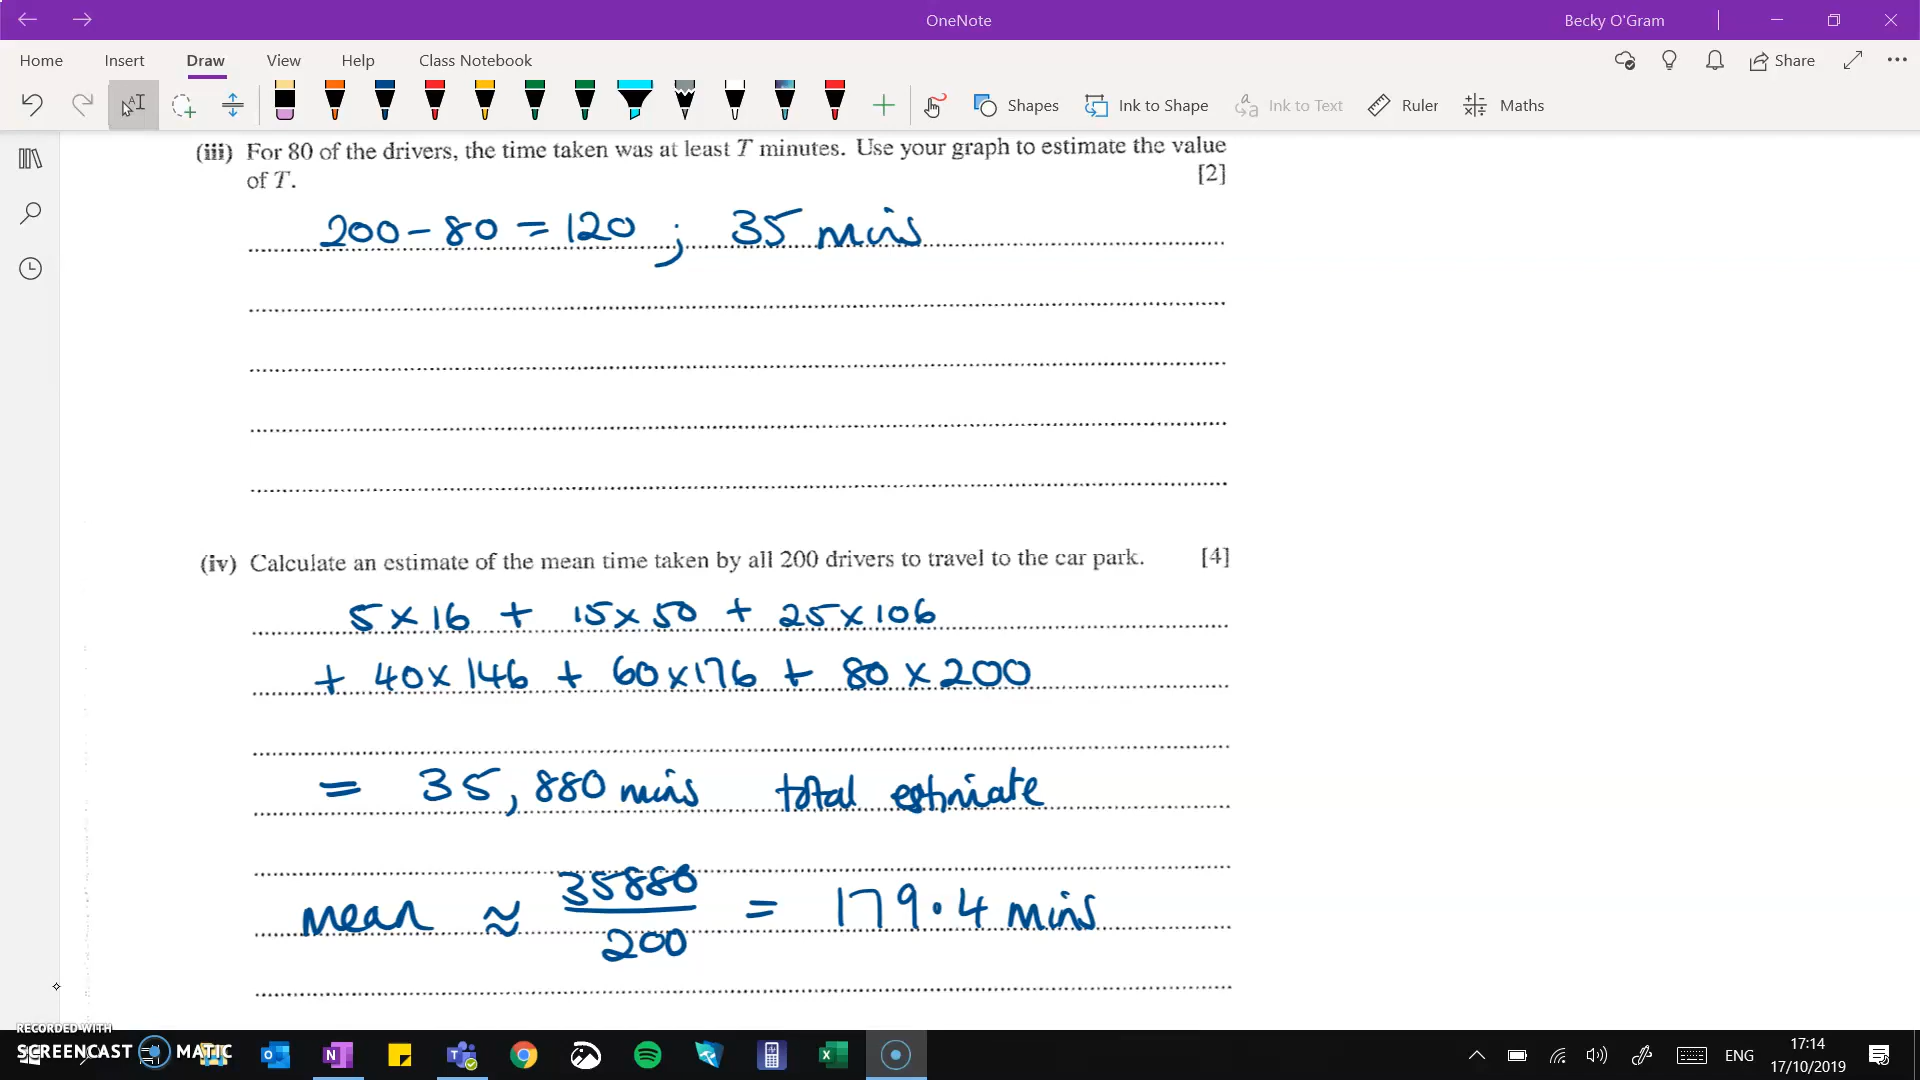 OneNote
Becky O'Gram
Home Insert Draw View Help Class Notebook Share
Shapes Ink to Shape Ink to Text Ruler Maths
(iii) For 80 of the drivers, the time taken was at least T minutes. Use your graph to estimate the value
of T. [2]
200 - 80 = 120 ; 35 mins
(iv) Calculate an estimate of the mean time taken by all 200 drivers to travel to the car park. [4]
5 × 16 + 15 × 50 + 25 × 106
+ 40 × 146 + 60 × 176 + 80 × 200
= 35,880 mins total estimate
mean ≈ 35880/200 = 179.4 mins
RECORDED WITH
SCREENCAST MATIC
ENG
17:14
17/10/2019